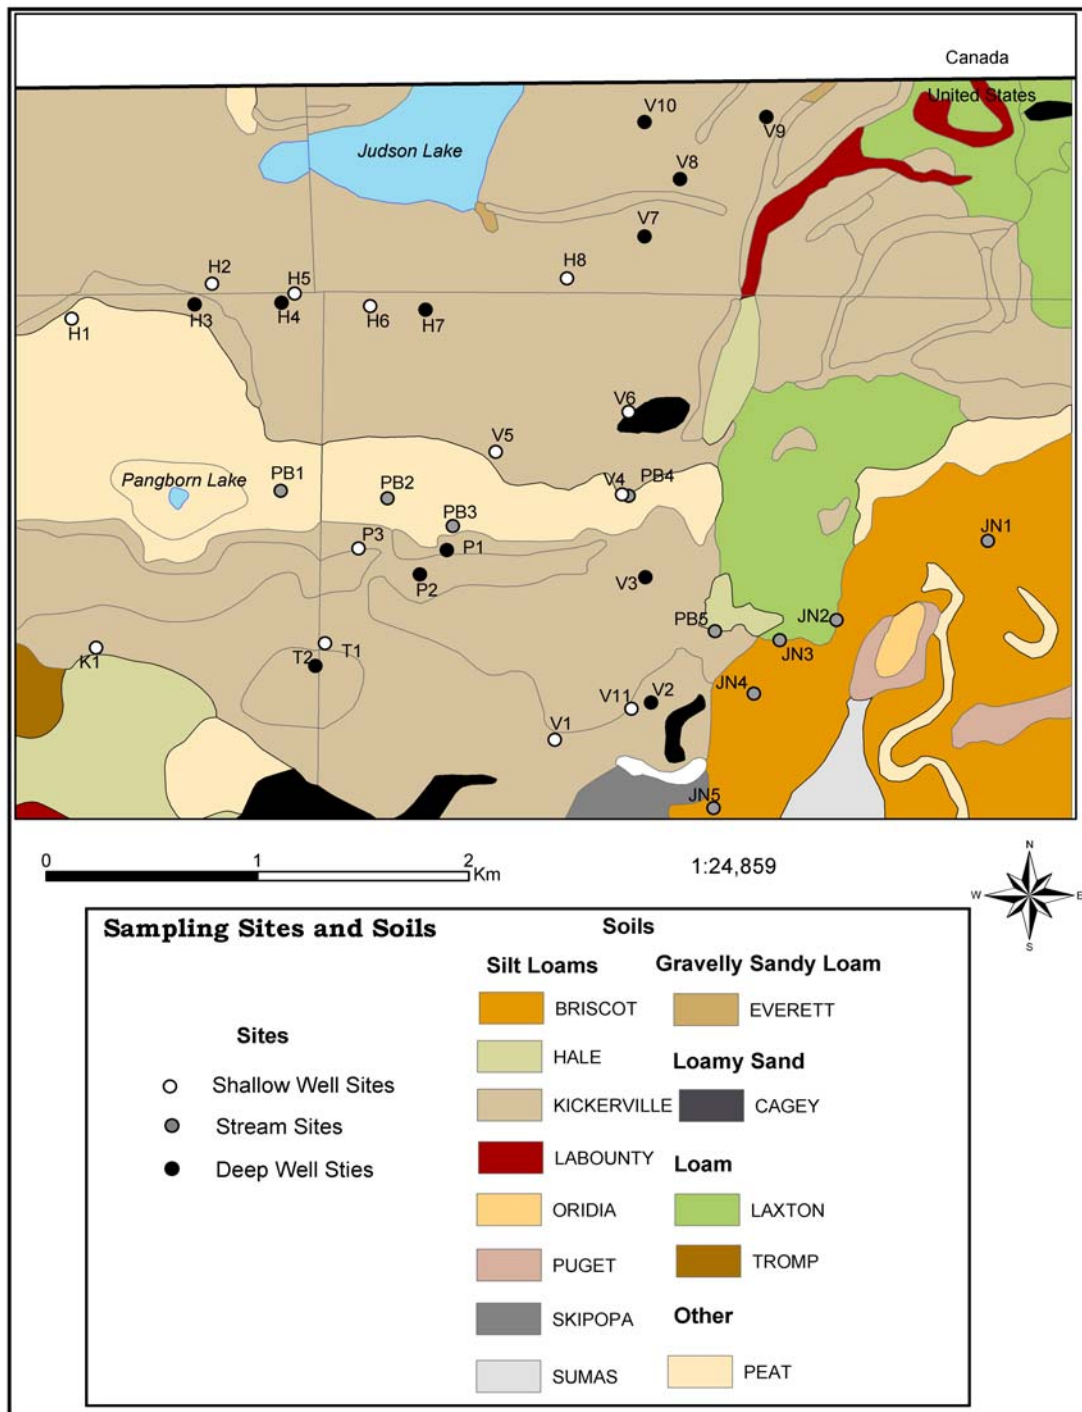 Canada
United States
V10
V9
Judson Lake
V8
V7
H8
H2
H5
H3
H4
H6
H7
H1
V6
V5
Pangborn Lake
PB1
PB2
V4
PB4
PB3
P3
P1
JN1
P2
V3
PB5
JN2
JN3
K1
T2
T1
JN4
V11
V2
V1
JN5
0
1
2
Km
1:24,859
N
W
E
S
Sampling Sites and Soils
Soils
Silt Loams
Gravelly Sandy Loam
BRISCOT
EVERETT
Sites
HALE
Loamy Sand
Shallow Well Sites
KICKERVILLE
CAGEY
Stream Sites
LABOUNTY
Loam
Deep Well Sties
ORIDIA
LAXTON
PUGET
TROMP
SKIPOPA
Other
SUMAS
PEAT